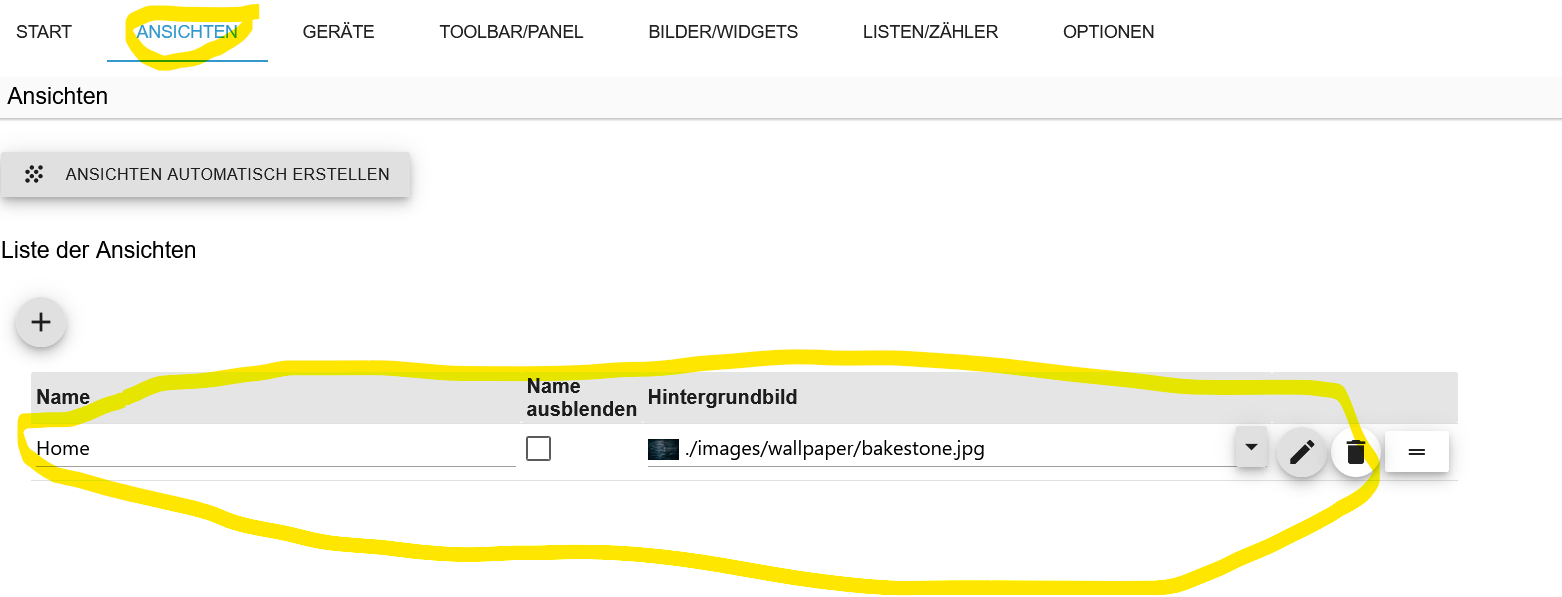 START ANSICHTEN GERÄTE TOOLBAR/PANEL BILDER/WIDGETS LISTEN/ZÄHLER OPTIONEN
Ansichten
ANSICHTEN AUTOMATISCH ERSTELLEN
Liste der Ansichten
Name Name ausblenden Hintergrundbild
Home ./images/wallpaper/bakestone.jpg